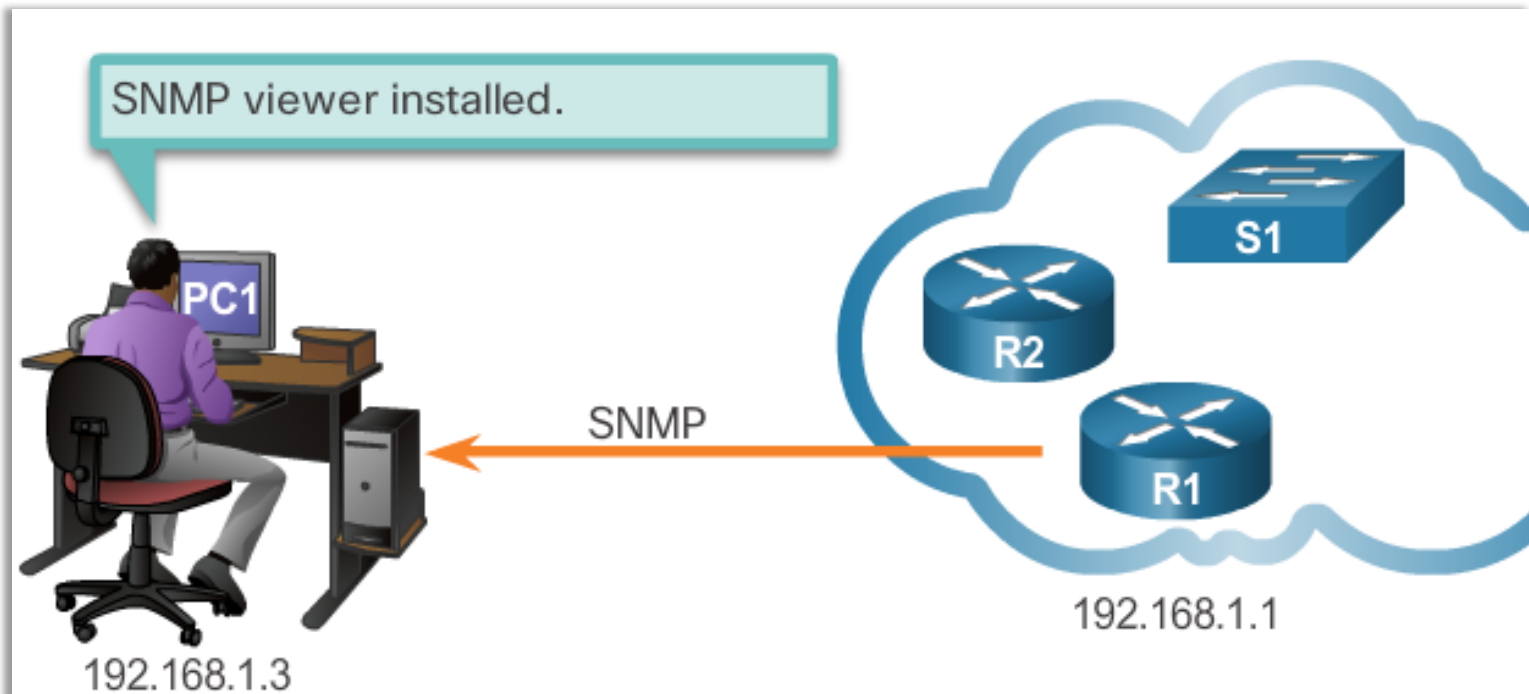 SNMP viewer installed.
PC1
S1
R2
SNMP
R1
192.168.1.1
192.168.1.3